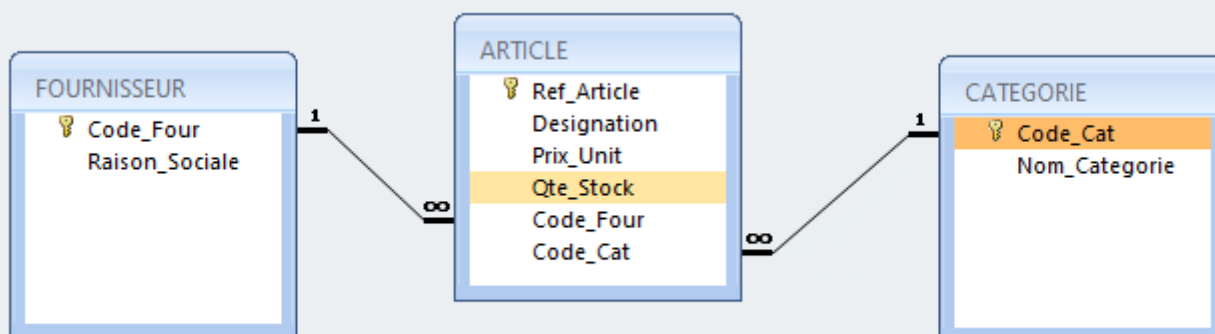 FOURNISSEUR
Code_Four
Raison_Sociale
1
∞
ARTICLE
Ref_Article
Designation
Prix_Unit
Qte_Stock
Code_Four
Code_Cat
∞
1
CATEGORIE
Code_Cat
Nom_Categorie